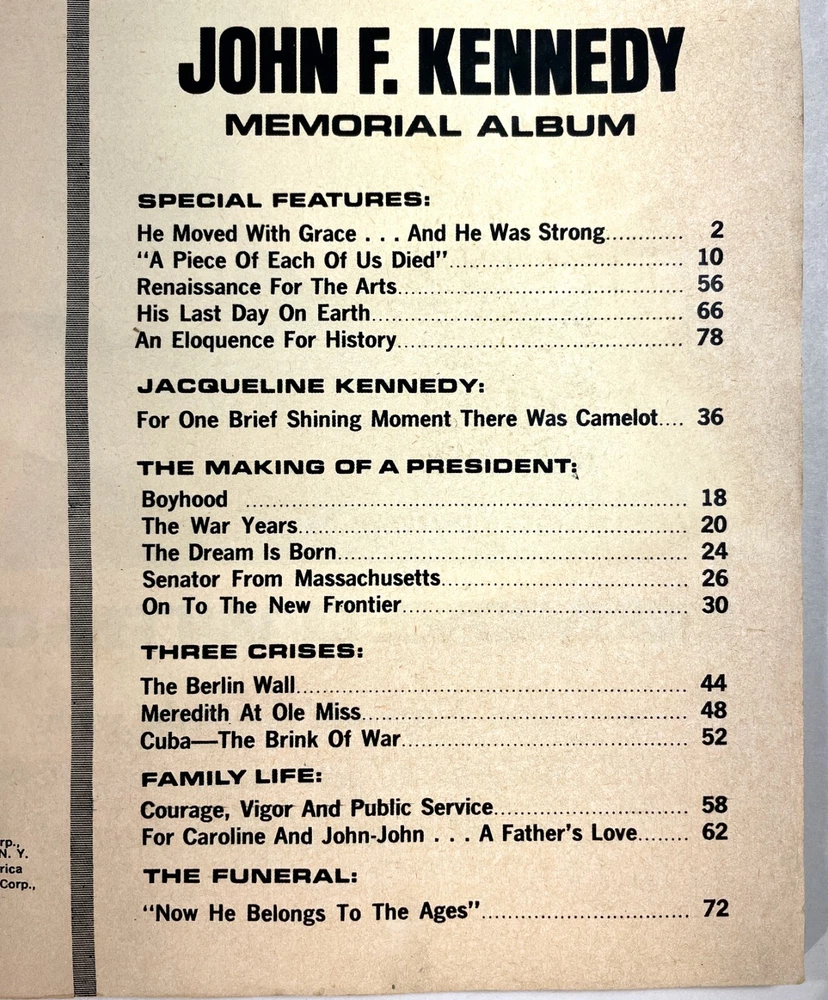 JOHN F. KENNEDY
MEMORIAL ALBUM
SPECIAL FEATURES:
He Moved With Grace . . . And He Was Strong............ 2
“A Piece Of Each Of Us Died”........................................ 10
Renaissance For The Arts................................................ 56
His Last Day On Earth..................................................... 66
An Eloquence For History................................................ 78
JACQUELINE KENNEDY:
For One Brief Shining Moment There Was Camelot.... 36
THE MAKING OF A PRESIDENT:
Boyhood ......................................................................... 18
The War Years................................................................. 20
The Dream Is Born.......................................................... 24
Senator From Massachusetts......................................... 26
On To The New Frontier................................................. 30
THREE CRISES:
The Berlin Wall................................................................ 44
Meredith At Ole Miss....................................................... 48
Cuba—The Brink Of War................................................ 52
FAMILY LIFE:
Courage, Vigor And Public Service................................ 58
For Caroline And John-John . . . A Father’s Love........ 62
THE FUNERAL:
“Now He Belongs To The Ages”................................... 72
rp.,
N. Y.
rica
Corp.,